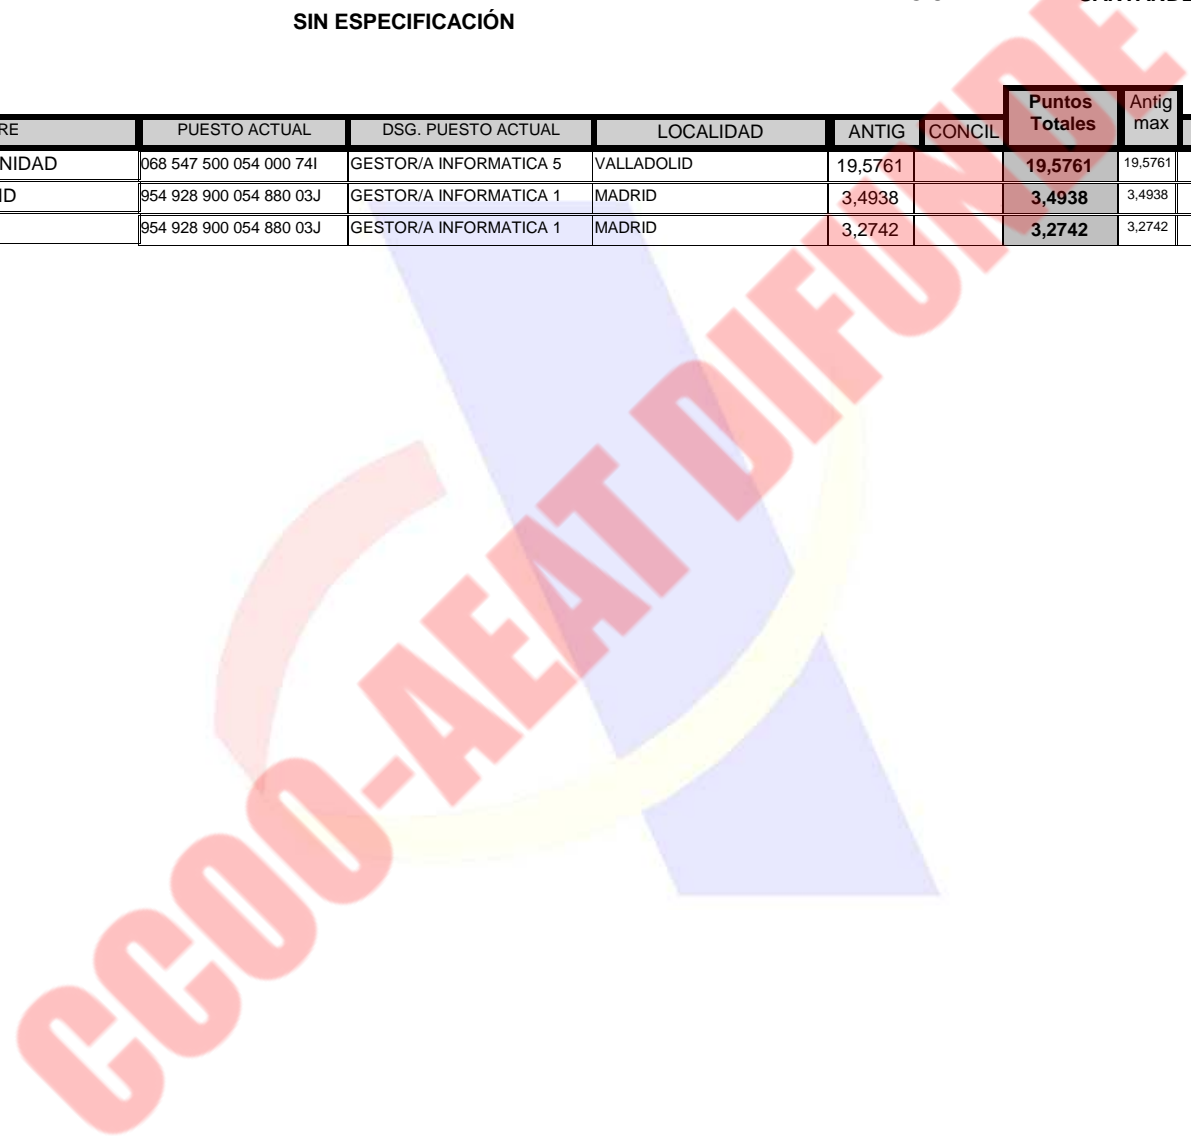 SIN ESPECIFICACIÓN
Puntos Totales Antig max
RE PUESTO ACTUAL DSG. PUESTO ACTUAL LOCALIDAD ANTIG CONCIL
NIDAD 068 547 500 054 000 74I GESTOR/A INFORMATICA 5 VALLADOLID 19,5761 19,5761 19,5761
ID 954 928 900 054 880 03J GESTOR/A INFORMATICA 1 MADRID 3,4938 3,4938 3,4938
954 928 900 054 880 03J GESTOR/A INFORMATICA 1 MADRID 3,2742 3,2742 3,2742
CCOO-AEAT DIFUNDE